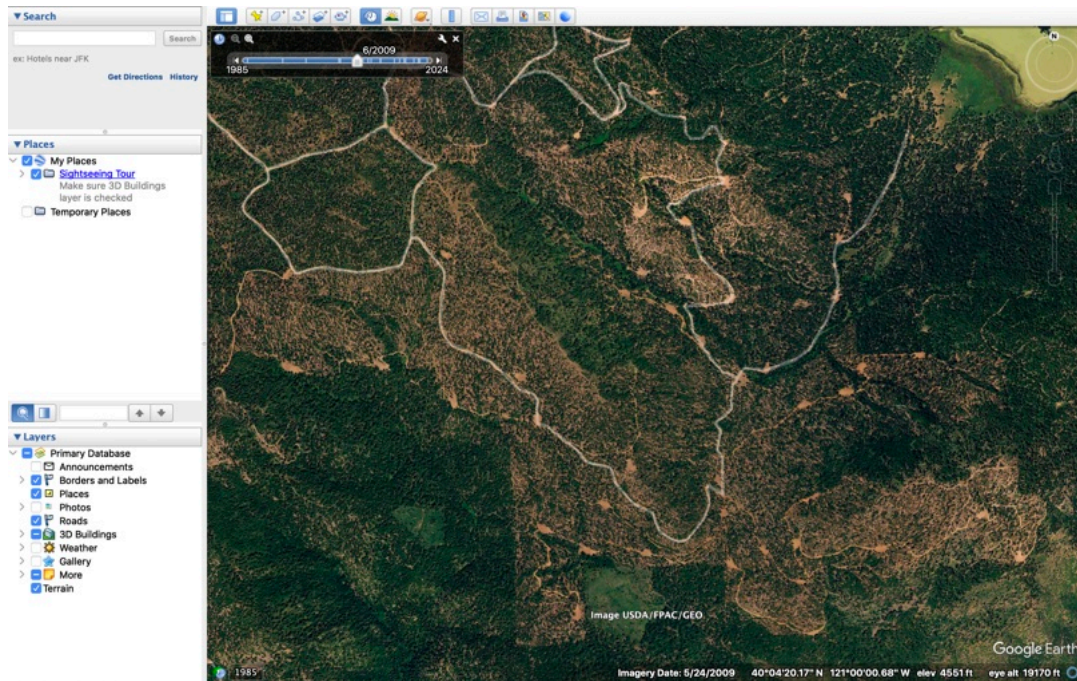 Search
Search
ex: Hotels near JFK
Get Directions History
Places
My Places
Sightseeing Tour
Make sure 3D Buildings
layer is checked
Temporary Places
Layers
Primary Database
Announcements
Borders and Labels
Places
Photos
Roads
3D Buildings
Weather
Gallery
More
Terrain
6/2009
1985 2024
N
Image USDA/FPAC/GEO
Google Earth
1985 Imagery Date: 5/24/2009 40°04'20.17" N 121°00'00.68" W elev 4551 ft eye alt 19170 ft